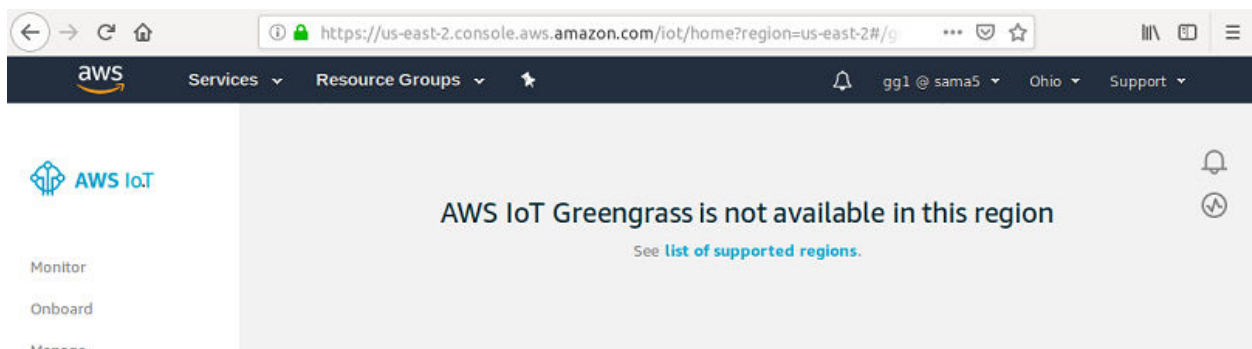 https://us-east-2.console.aws.amazon.com/iot/home?region=us-east-2#/g
aws Services Resource Groups gg1 @ sama5 Ohio Support
AWS IoT
AWS IoT Greengrass is not available in this region
See list of supported regions.
Monitor
Onboard